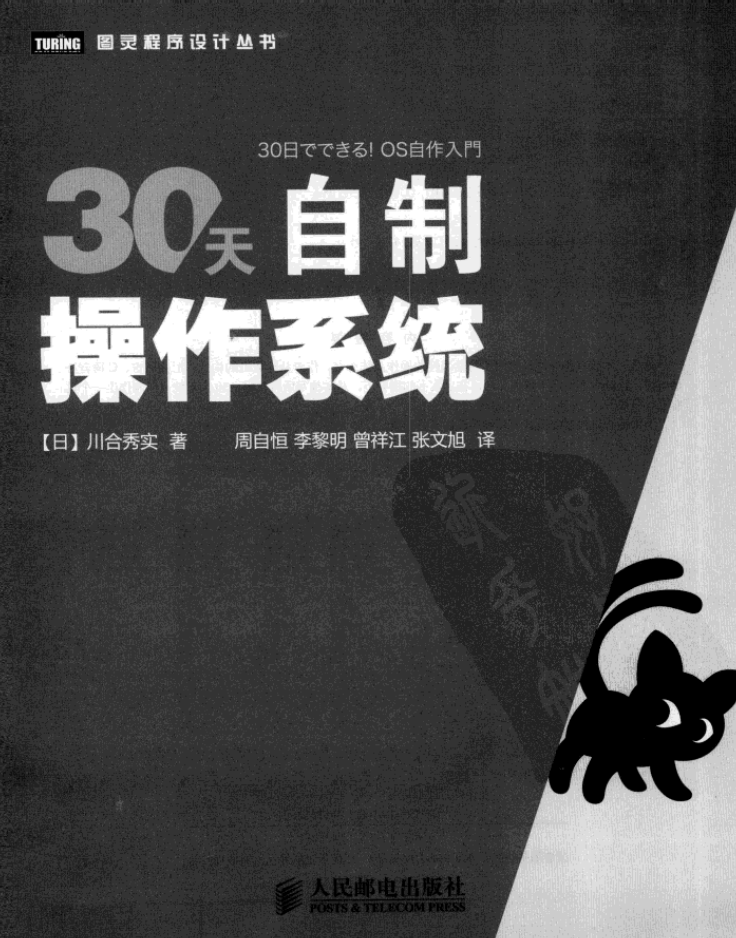 TURING 图灵程序设计丛书
30日でできる! OS自作入門
30天 自制
操作系统
【日】川合秀实 著 周自恒 李黎明 曾祥江 张文旭 译
人民邮电出版社
POSTS & TELECOM PRESS